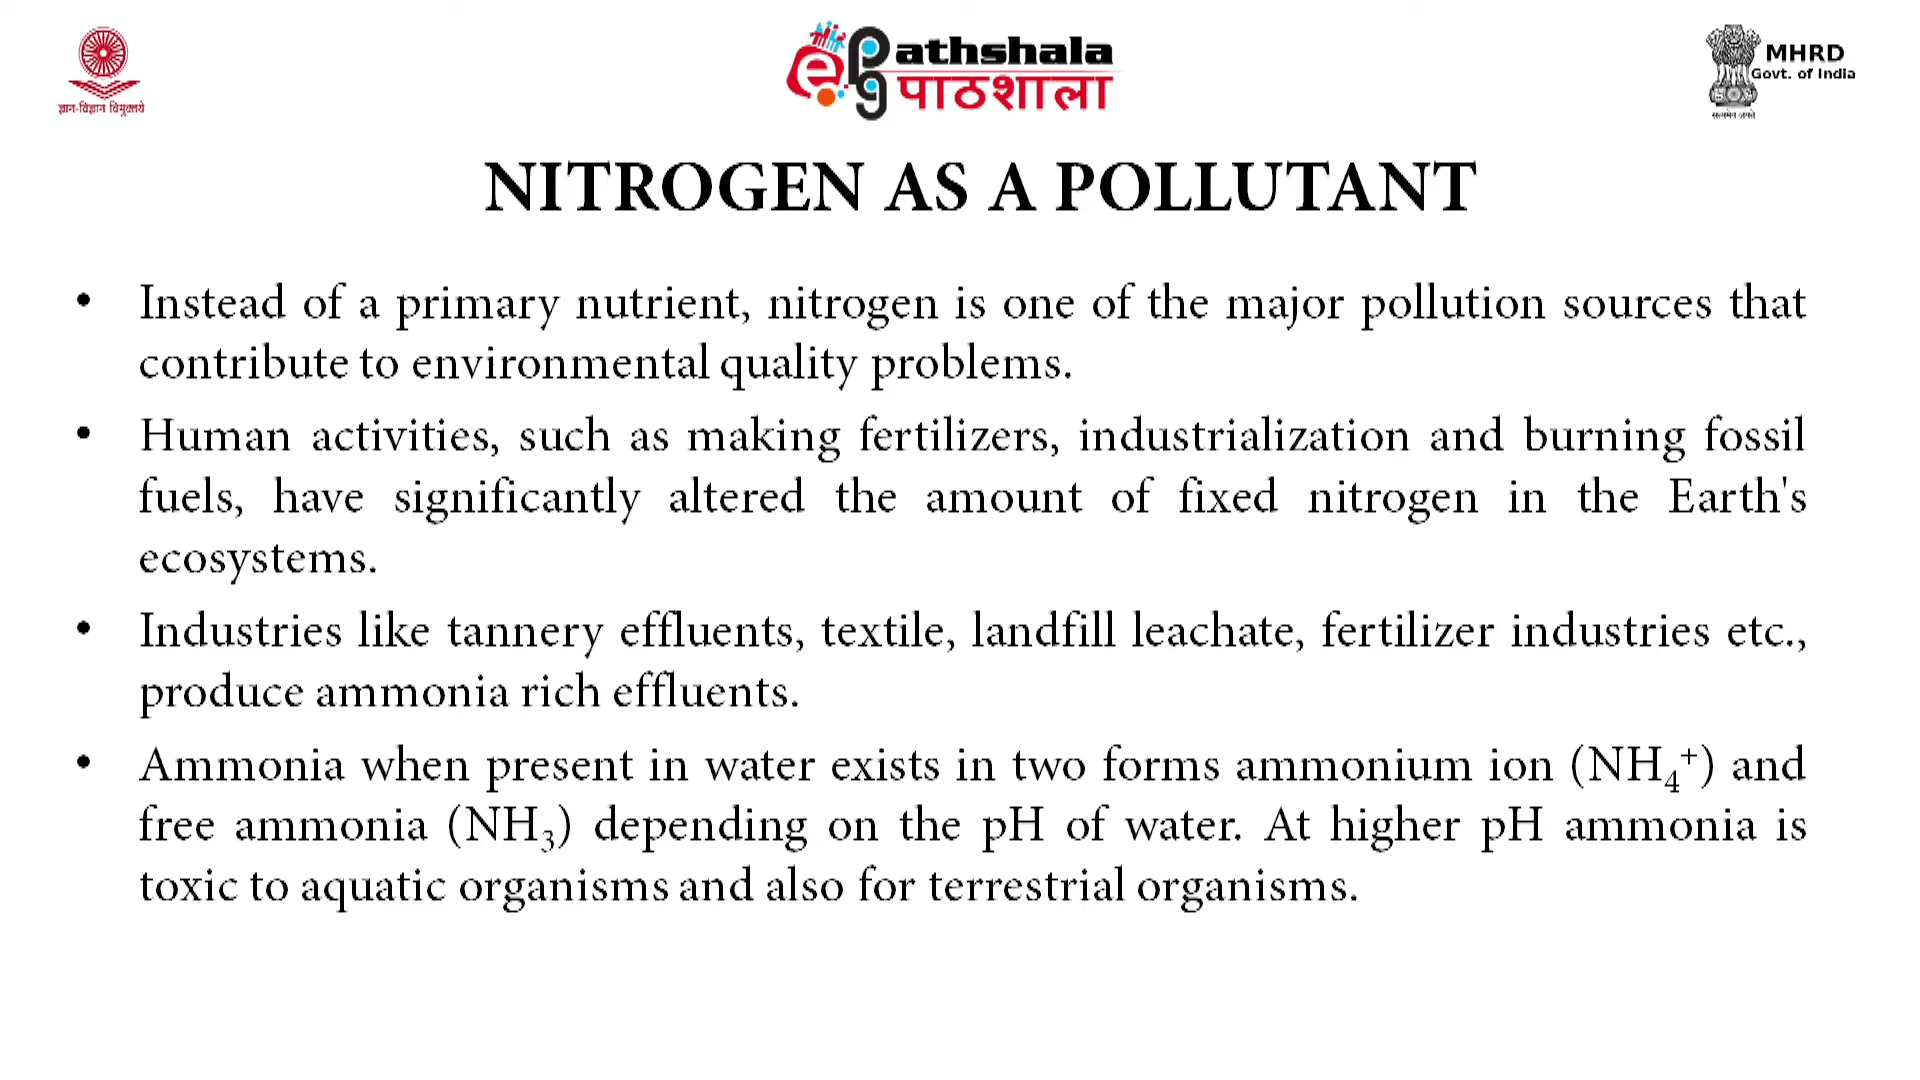 ज्ञान-विज्ञान विमुक्तये
e
pg
athshala
पाठशाला
MHRD
Govt. of India
सत्यमेव जयते
NITROGEN AS A POLLUTANT
• Instead of a primary nutrient, nitrogen is one of the major pollution sources that
contribute to environmental quality problems.
• Human activities, such as making fertilizers, industrialization and burning fossil
fuels, have significantly altered the amount of fixed nitrogen in the Earth's
ecosystems.
• Industries like tannery effluents, textile, landfill leachate, fertilizer industries etc.,
produce ammonia rich effluents.
• Ammonia when present in water exists in two forms ammonium ion (NH₄⁺) and
free ammonia (NH₃) depending on the pH of water. At higher pH ammonia is
toxic to aquatic organisms and also for terrestrial organisms.